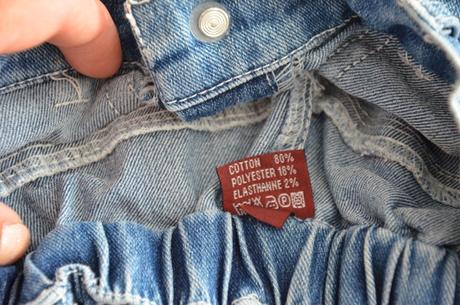 COTTON 80%
POLYESTER 18%
ELASTHANNE 2%